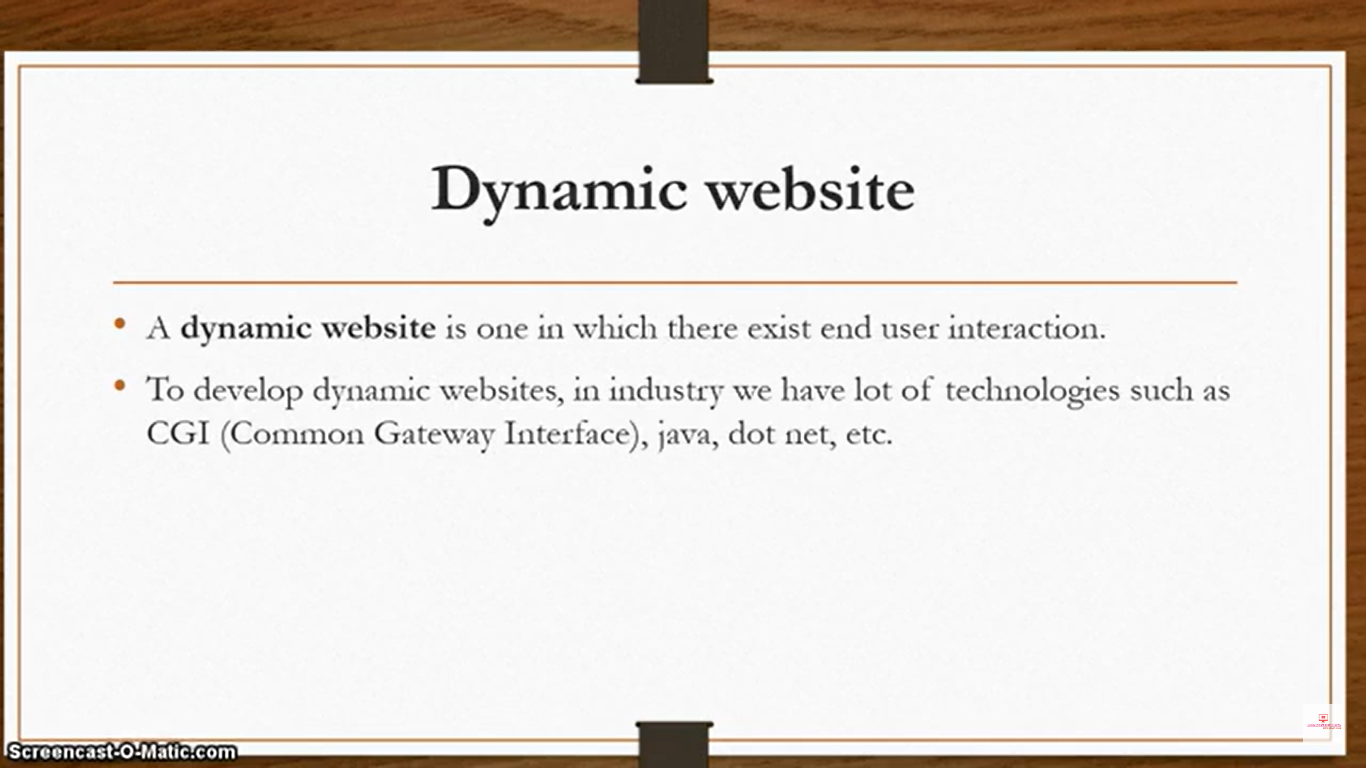 Dynamic website
• A dynamic website is one in which there exist end user interaction.
• To develop dynamic websites, in industry we have lot of technologies such as
CGI (Common Gateway Interface), java, dot net, etc.
Screencast-O-Matic.com